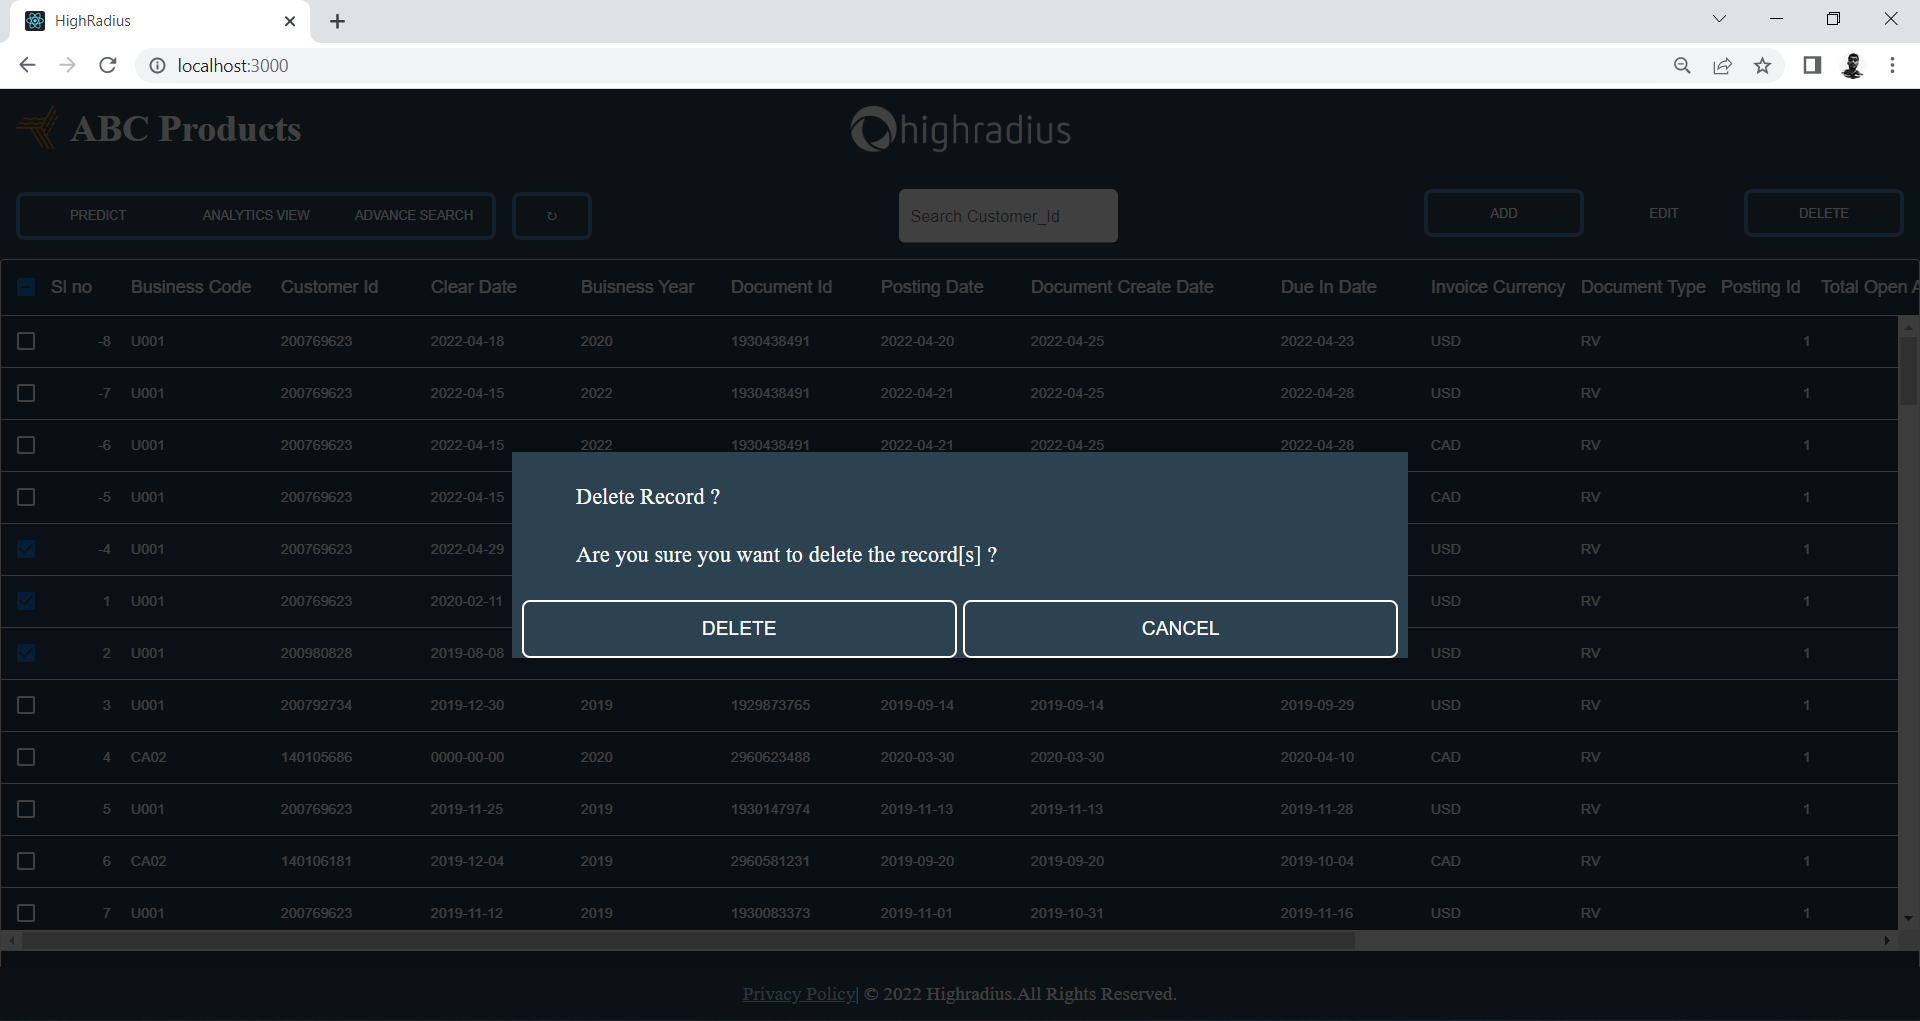 HighRadius
localhost:3000
ABC Products
highradius
PREDICT ANALYTICS VIEW ADVANCE SEARCH ↻ Search Customer_Id ADD EDIT DELETE
Sl no Business Code Customer Id Clear Date Buisness Year Document Id Posting Date Document Create Date Due In Date Invoice Currency Document Type Posting Id Total Open A
-8 U001 200769623 2022-04-18 2020 1930438491 2022-04-20 2022-04-25 2022-04-23 USD RV 1
-7 U001 200769623 2022-04-15 2022 1930438491 2022-04-21 2022-04-25 2022-04-28 USD RV 1
-6 U001 200769623 2022-04-15 2022 1930438491 2022-04-21 2022-04-25 2022-04-28 CAD RV 1
-5 U001 200769623 2022-04-15 CAD RV 1
-4 U001 200769623 2022-04-29 USD RV 1
1 U001 200769623 2020-02-11 USD RV 1
2 U001 200980828 2019-08-08 USD RV 1
Delete Record ?
Are you sure you want to delete the record[s] ?
DELETE CANCEL
3 U001 200792734 2019-12-30 2019 1929873765 2019-09-14 2019-09-14 2019-09-29 USD RV 1
4 CA02 140105686 0000-00-00 2020 2960623488 2020-03-30 2020-03-30 2020-04-10 CAD RV 1
5 U001 200769623 2019-11-25 2019 1930147974 2019-11-13 2019-11-13 2019-11-28 USD RV 1
6 CA02 140106181 2019-12-04 2019 2960581231 2019-09-20 2019-09-20 2019-10-04 CAD RV 1
7 U001 200769623 2019-11-12 2019 1930083373 2019-11-01 2019-10-31 2019-11-16 USD RV 1
Privacy Policy| © 2022 Highradius.All Rights Reserved.